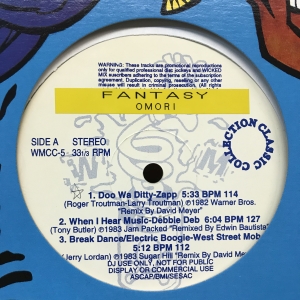 WARNING: These tracks are promotional reproductions
only for qualified professional disc jockeys and WICKED
MIX suscribers adhering to the terms of the subscription
agreement. Duplication, copying, reselling or any other
misuse will result in criminal prosecution. All rights
FANTASY
OMORI
SIDE A STEREO
WMCC-5 33⅓ RPM
COLLECTION CLASSIC
1. Doo Wa Ditty-Zapp 5:33 BPM 114
(Roger Troutman-Larry Troutman) ©1982 Warner Bros.
"Remix By David Meyer"
2. When I Hear Music-Debbie Deb 6:04 BPM 127
(Tony Butler) ©1983 Jam Packed "Remixed By Edwin Bautista"
3. Break Dance/Electric Boogie-West Street Mob
5:12 BPM 112
(Jerry Lordan) ©1983 Sugar Hill "Remix By David Meyer"
DJ USE ONLY, NOT FOR PUBLIC
DISPLAY OR COMMERCIAL USE
ASCAP/BMI/SESAC